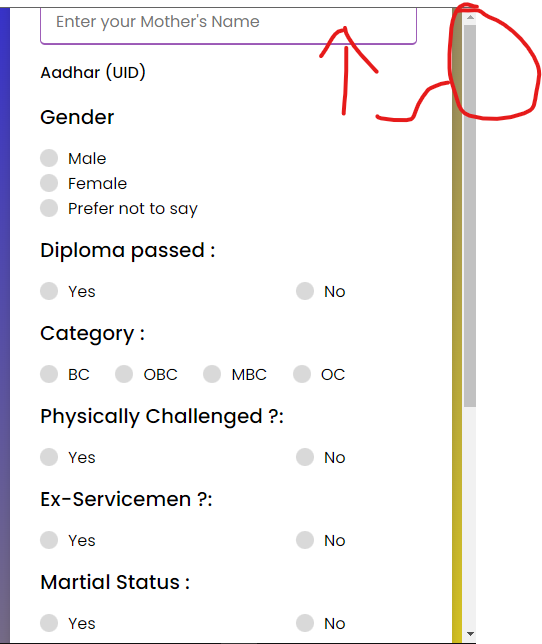 Enter your Mother's Name
Aadhar (UID)
Gender
Male
Female
Prefer not to say
Diploma passed :
Yes No
Category :
BC OBC MBC OC
Physically Challenged ?:
Yes No
Ex-Servicemen ?:
Yes No
Martial Status :
Yes No